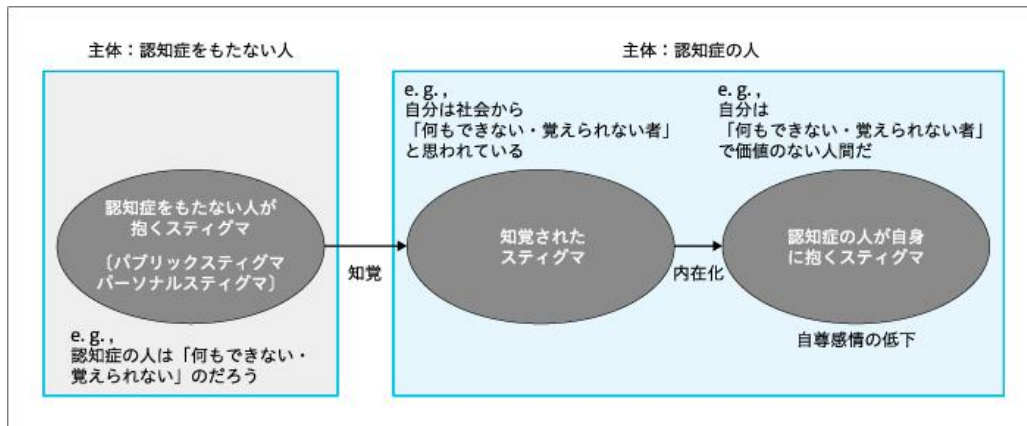 主体：認知症をもたない人
認知症をもたない人が
抱くスティグマ
〔パブリックスティグマ
パーソナルスティグマ〕
e. g. ,
認知症の人は「何もできない・
覚えられない」のだろう
知覚
主体：認知症の人
e. g. ,
自分は社会から
「何もできない・覚えられない者」
と思われている
知覚された
スティグマ
内在化
e. g. ,
自分は
「何もできない・覚えられない者」
で価値のない人間だ
認知症の人が自身
に抱くスティグマ
自尊感情の低下